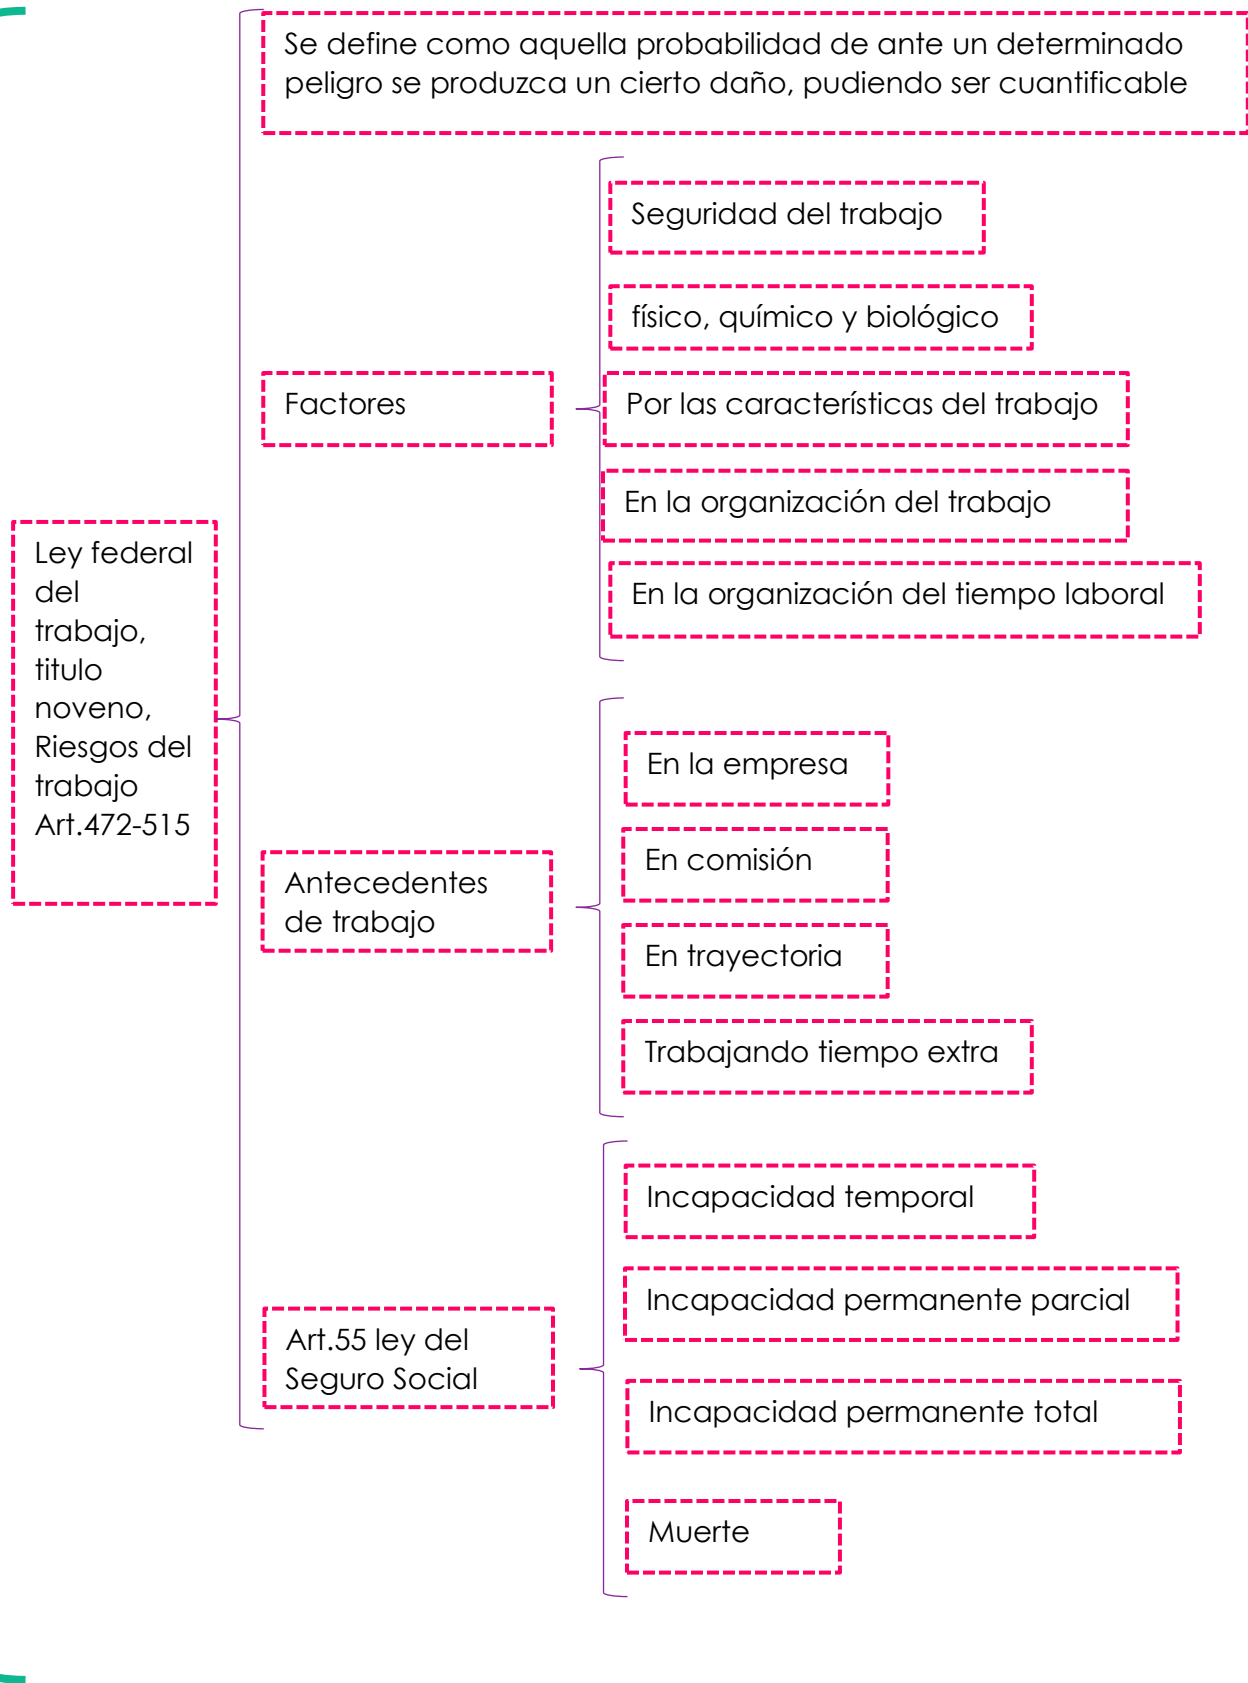 Se define como aquella probabilidad de ante un determinado
peligro se produzca un cierto daño, pudiendo ser cuantificable
Seguridad del trabajo
físico, químico y biológico
Factores
Por las características del trabajo
En la organización del trabajo
En la organización del tiempo laboral
Ley federal
del
trabajo,
titulo
noveno,
Riesgos del
trabajo
Art.472-515
En la empresa
En comisión
Antecedentes
de trabajo
En trayectoria
Trabajando tiempo extra
Incapacidad temporal
Incapacidad permanente parcial
Art.55 ley del
Seguro Social
Incapacidad permanente total
Muerte